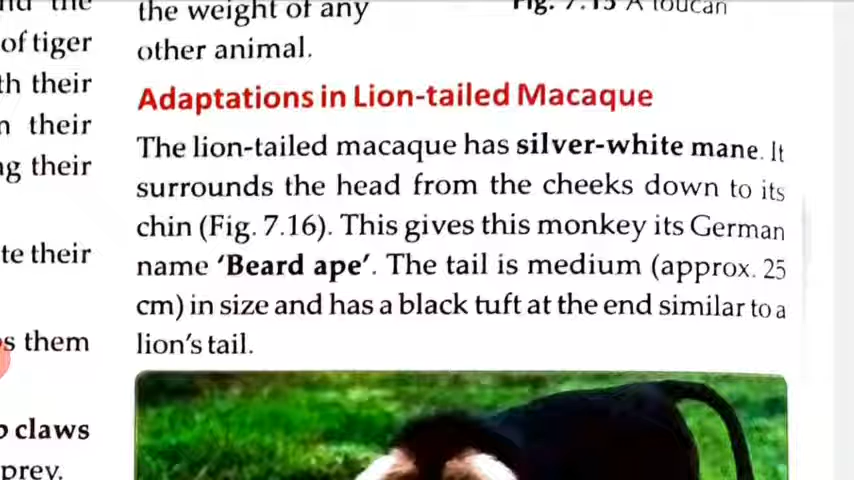 of tiger
th their
their
ng their
te their
s them
claws
prey.
the weight of any
other animal.
Fig. 7.15 A toucan
Adaptations in Lion-tailed Macaque
The lion-tailed macaque has silver-white mane. It
surrounds the head from the cheeks down to its
chin (Fig. 7.16). This gives this monkey its German
name ‘Beard ape’. The tail is medium (approx. 25
cm) in size and has a black tuft at the end similar to a
lion's tail.